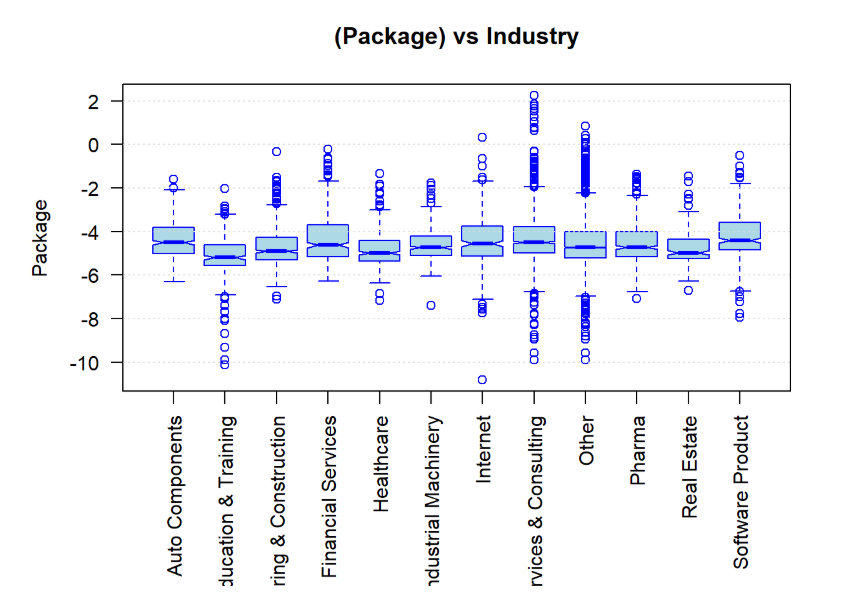 (Package) vs Industry
Package
2
0
-2
-4
-6
-8
-10
Auto Components
ducation & Training
ring & Construction
Financial Services
Healthcare
ndustrial Machinery
Internet
rvices & Consulting
Other
Pharma
Real Estate
Software Product